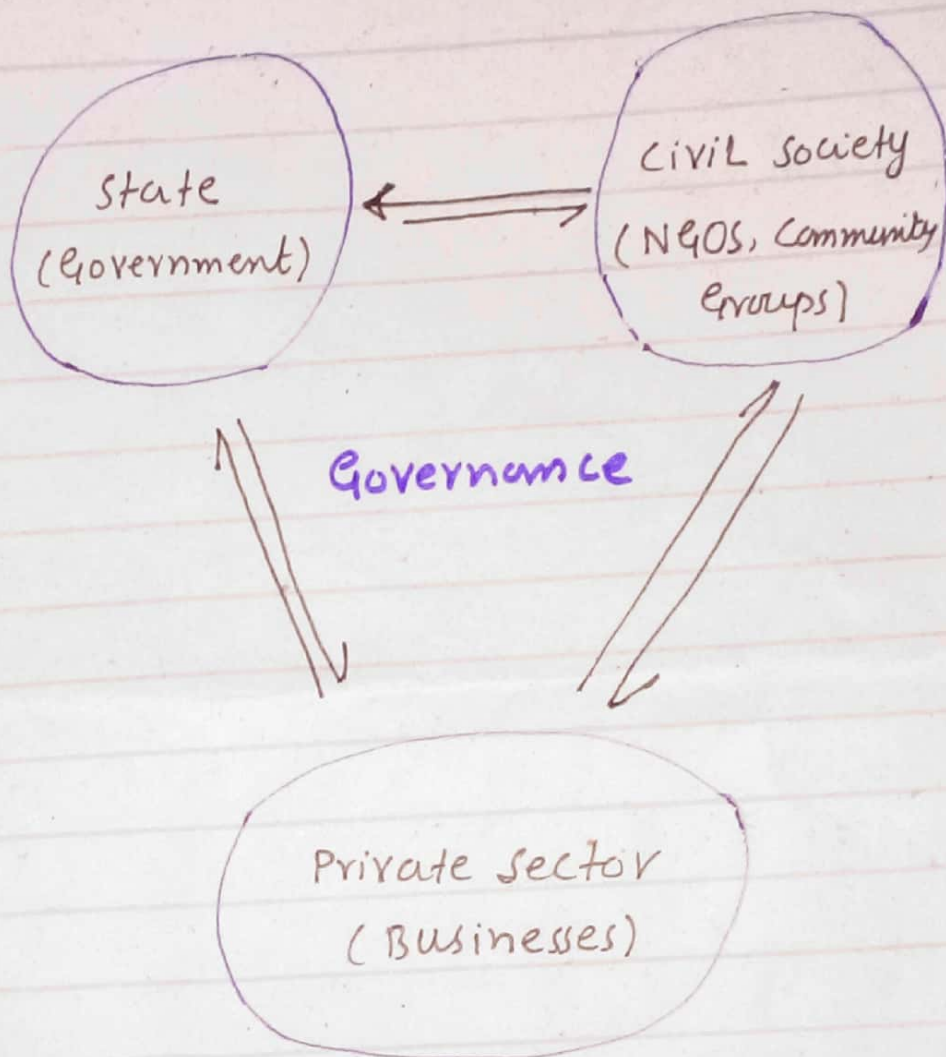 State
(Government)
Civil Society
(NGOs, Community
Groups)
Governance
Private Sector
(Businesses)